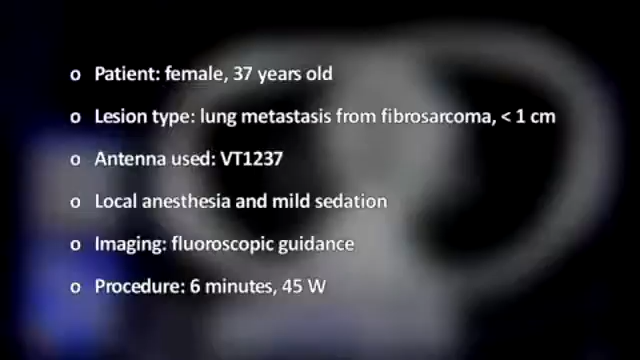 o Patient: female, 37 years old
o Lesion type: lung metastasis from fibrosarcoma, < 1 cm
o Antenna used: VT1237
o Local anesthesia and mild sedation
o Imaging: fluoroscopic guidance
o Procedure: 6 minutes, 45 W